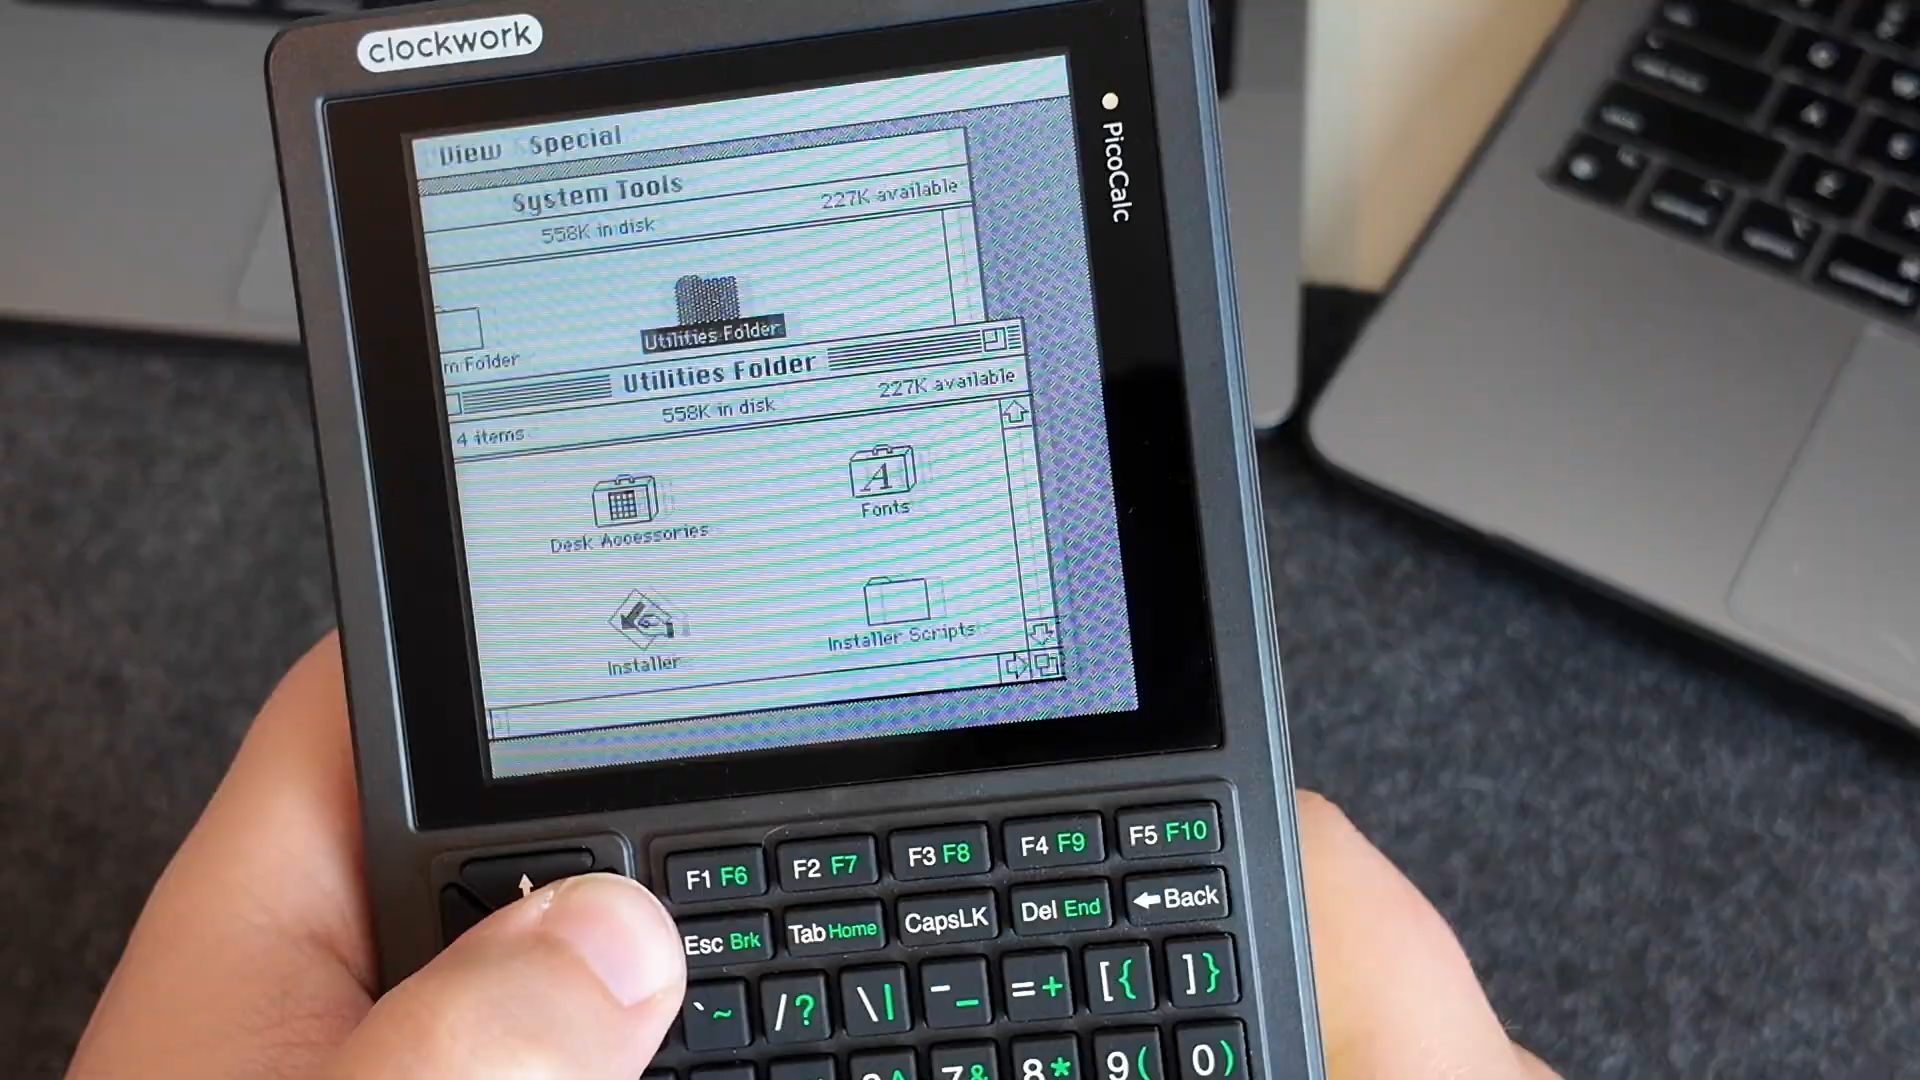 clockwork
PicoCalc
View Special
System Tools
558K in disk 227K available
m Folder
Utilities Folder
Utilities Folder
4 items 558K in disk 227K available
Desk Accessories
Fonts
Installer
Installer Scripts
F1 F6 F2 F7 F3 F8 F4 F9 F5 F10
Esc Brk Tab Home CapsLK Del End Back
` ~ / ? \ | - _ = + [ { ] }
7 & 8 * 9 ( 0 )